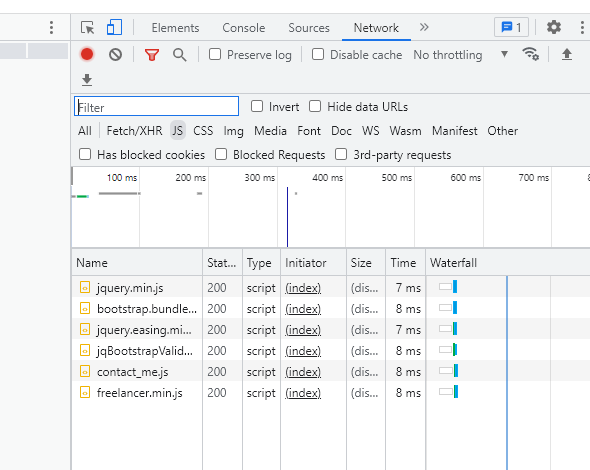 Elements Console Sources Network 1
Preserve log Disable cache No throttling
Filter Invert Hide data URLs
All Fetch/XHR JS CSS Img Media Font Doc WS Wasm Manifest Other
Has blocked cookies Blocked Requests 3rd-party requests
100 ms 200 ms 300 ms 400 ms 500 ms 600 ms 700 ms
Name Stat... Type Initiator Size Time Waterfall
jquery.min.js 200 script (index) (dis... 7 ms
bootstrap.bundle... 200 script (index) (dis... 8 ms
jquery.easing.mi... 200 script (index) (dis... 7 ms
jqBootstrapValid... 200 script (index) (dis... 8 ms
contact_me.js 200 script (index) (dis... 8 ms
freelancer.min.js 200 script (index) (dis... 8 ms